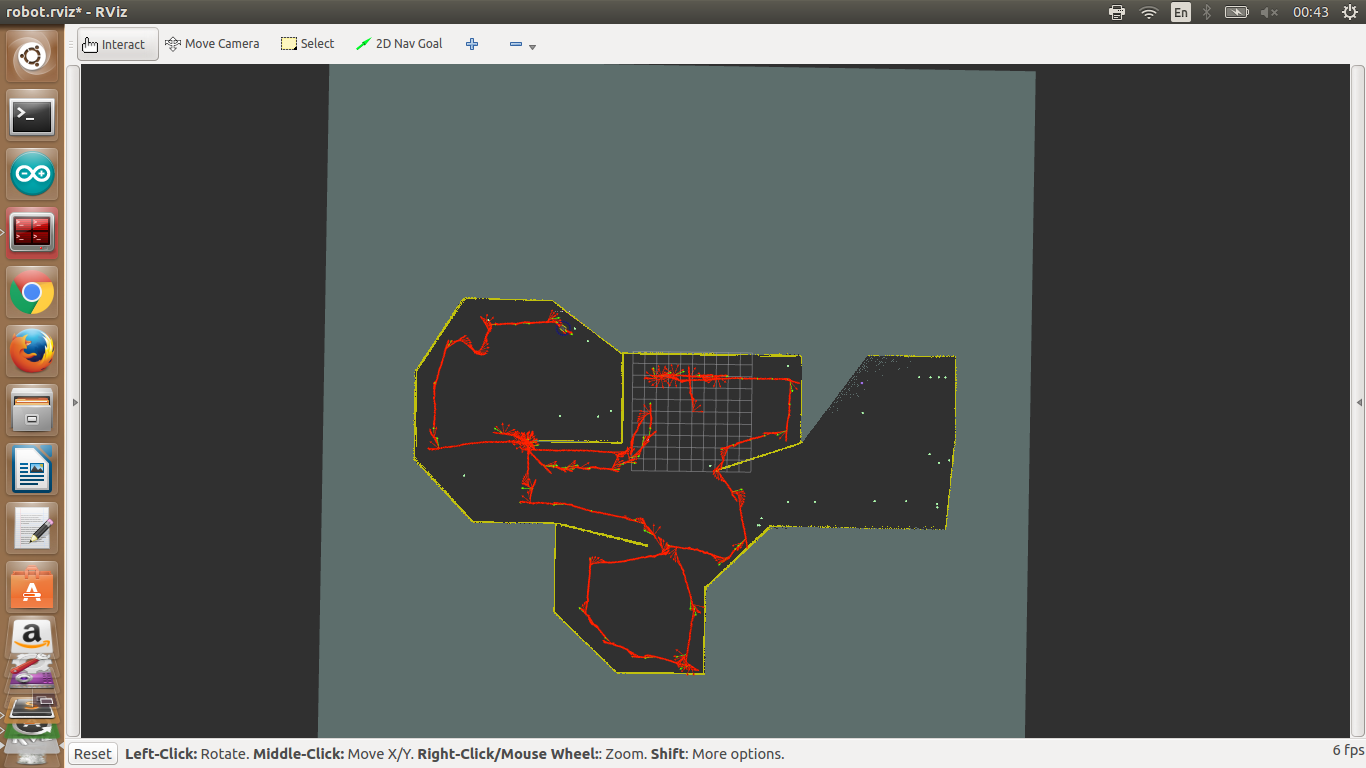 robot.rviz* - RViz
En
00:43
Interact
Move Camera
Select
2D Nav Goal
Reset
Left-Click: Rotate. Middle-Click: Move X/Y. Right-Click/Mouse Wheel:: Zoom. Shift: More options.
6 fps